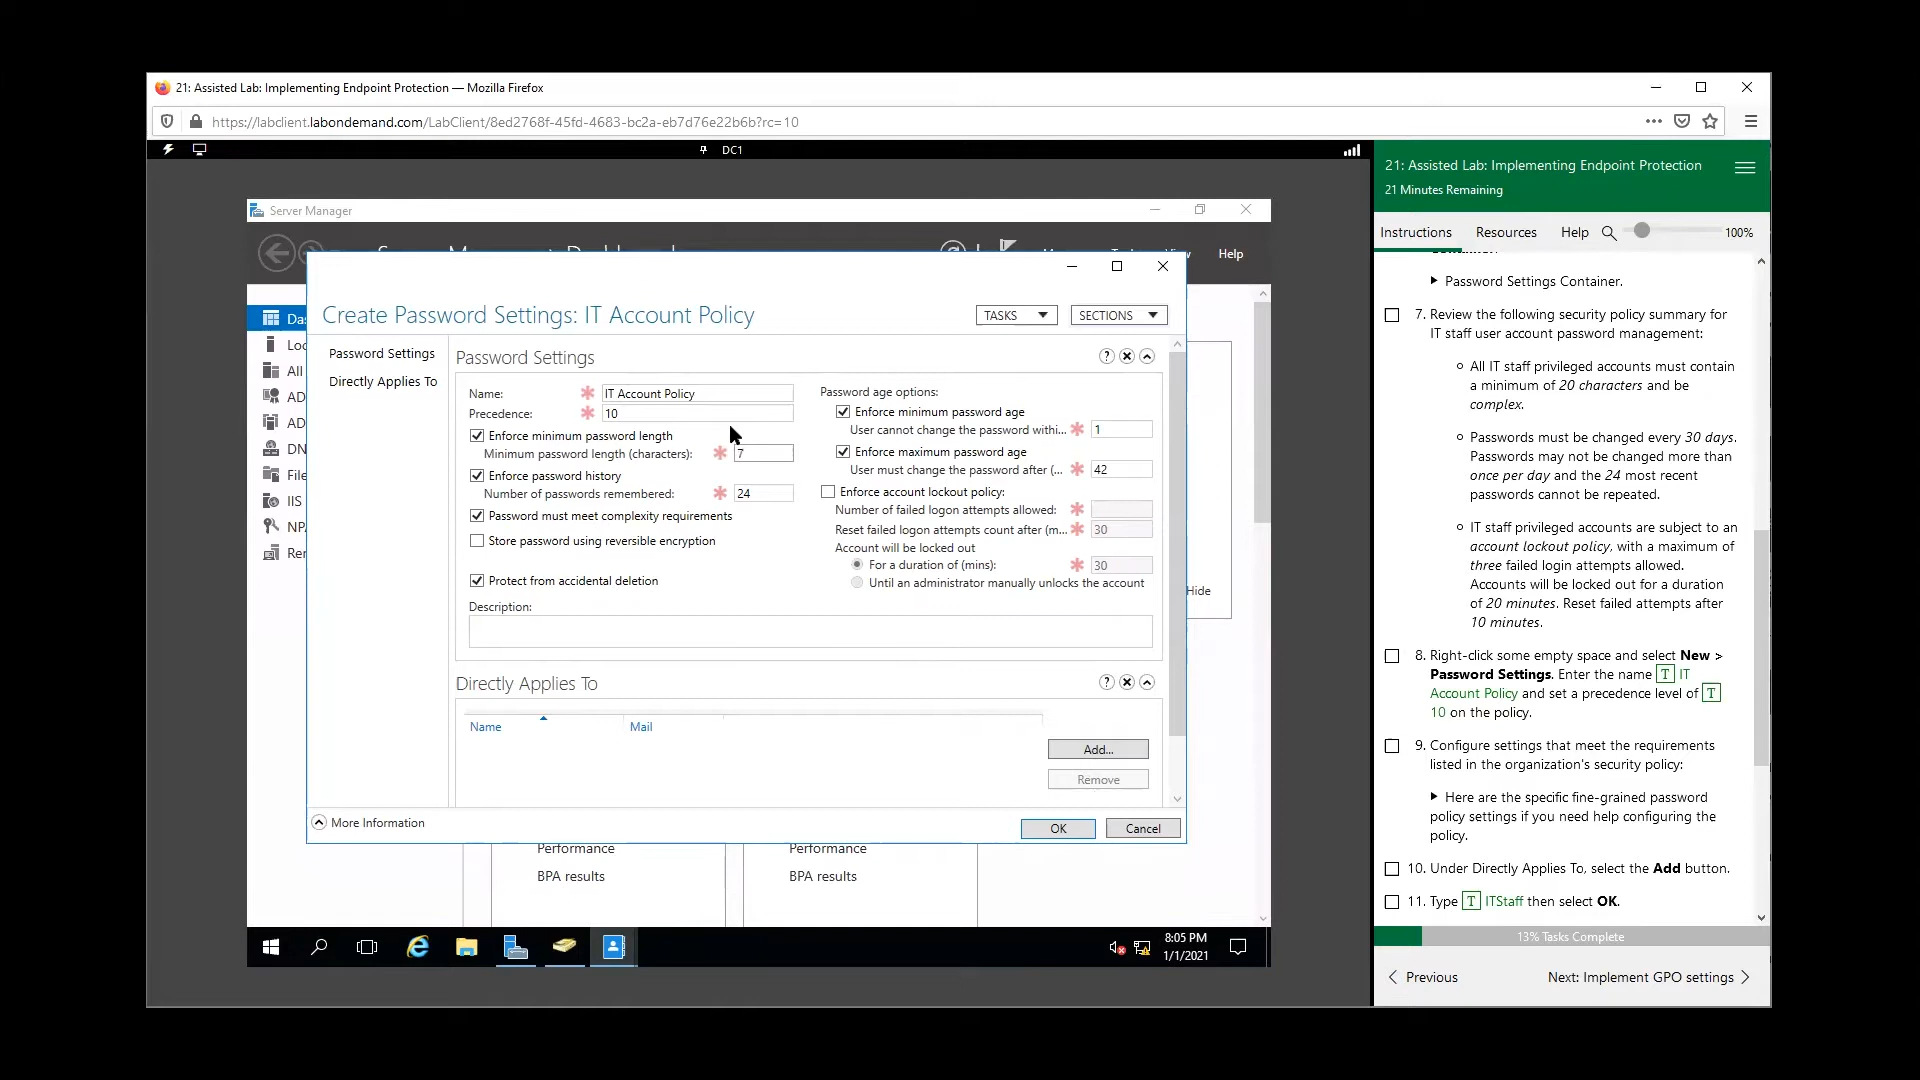 21: Assisted Lab: Implementing Endpoint Protection — Mozilla Firefox
https://labclient.labondemand.com/LabClient/8ed2768f-45fd-4683-bc2a-eb7d76e22b6b?rc=10
DC1
Server Manager
Help
Create Password Settings: IT Account Policy
TASKS
SECTIONS
Password Settings
Directly Applies To
Password Settings
Name:
IT Account Policy
Precedence:
10
Enforce minimum password length
Minimum password length (characters):
7
Enforce password history
Number of passwords remembered:
24
Password must meet complexity requirements
Store password using reversible encryption
Protect from accidental deletion
Description:
Password age options:
Enforce minimum password age
User cannot change the password withi...
1
Enforce maximum password age
User must change the password after (...
42
Enforce account lockout policy:
Number of failed logon attempts allowed:
Reset failed logon attempts count after (m...
30
Account will be locked out
For a duration of (mins):
30
Until an administrator manually unlocks the account
Directly Applies To
Name
Mail
Add...
Remove
More Information
OK
Cancel
Da
Loc
All
AD
AD
DN
File
IIS
NP
Rer
Hide
Performance
BPA results
Performance
BPA results
8:05 PM
1/1/2021
21: Assisted Lab: Implementing Endpoint Protection
21 Minutes Remaining
Instructions
Resources
Help
100%
Password Settings Container.
7. Review the following security policy summary for
IT staff user account password management:
All IT staff privileged accounts must contain
a minimum of 20 characters and be
complex.
Passwords must be changed every 30 days.
Passwords may not be changed more than
once per day and the 24 most recent
passwords cannot be repeated.
IT staff privileged accounts are subject to an
account lockout policy, with a maximum of
three failed login attempts allowed.
Accounts will be locked out for a duration
of 20 minutes. Reset failed attempts after
10 minutes.
8. Right-click some empty space and select New >
Password Settings. Enter the name T IT
Account Policy and set a precedence level of T
10 on the policy.
9. Configure settings that meet the requirements
listed in the organization's security policy:
Here are the specific fine-grained password
policy settings if you need help configuring the
policy.
10. Under Directly Applies To, select the Add button.
11. Type T ITStaff then select OK.
13% Tasks Complete
Previous
Next: Implement GPO settings